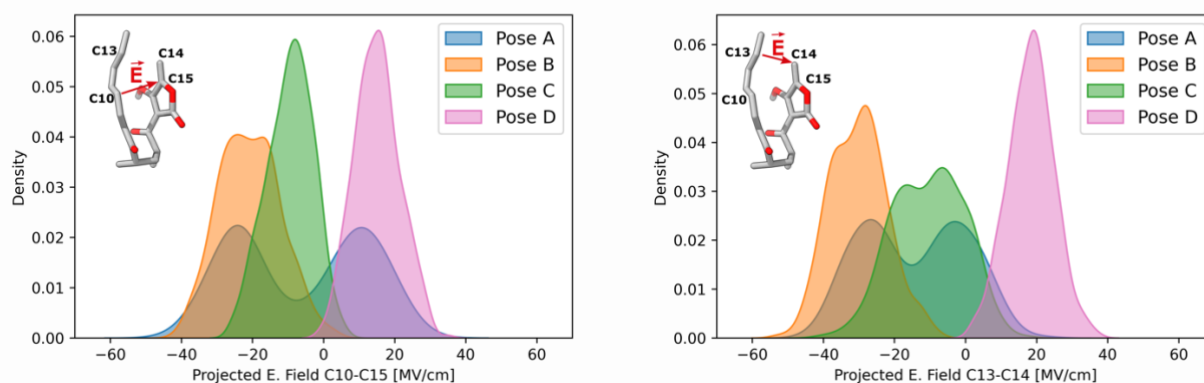 0.06
0.05
0.04
0.03
0.02
0.01
0.00
Density
C13
C14
E
C15
C10
Pose A
Pose B
Pose C
Pose D
−60 −40 −20 0 20 40 60
Projected E. Field C10-C15 [MV/cm]
0.06
0.05
0.04
0.03
0.02
0.01
0.00
Density
C13
E
C14
C15
C10
Pose A
Pose B
Pose C
Pose D
−60 −40 −20 0 20 40 60
Projected E. Field C13-C14 [MV/cm]